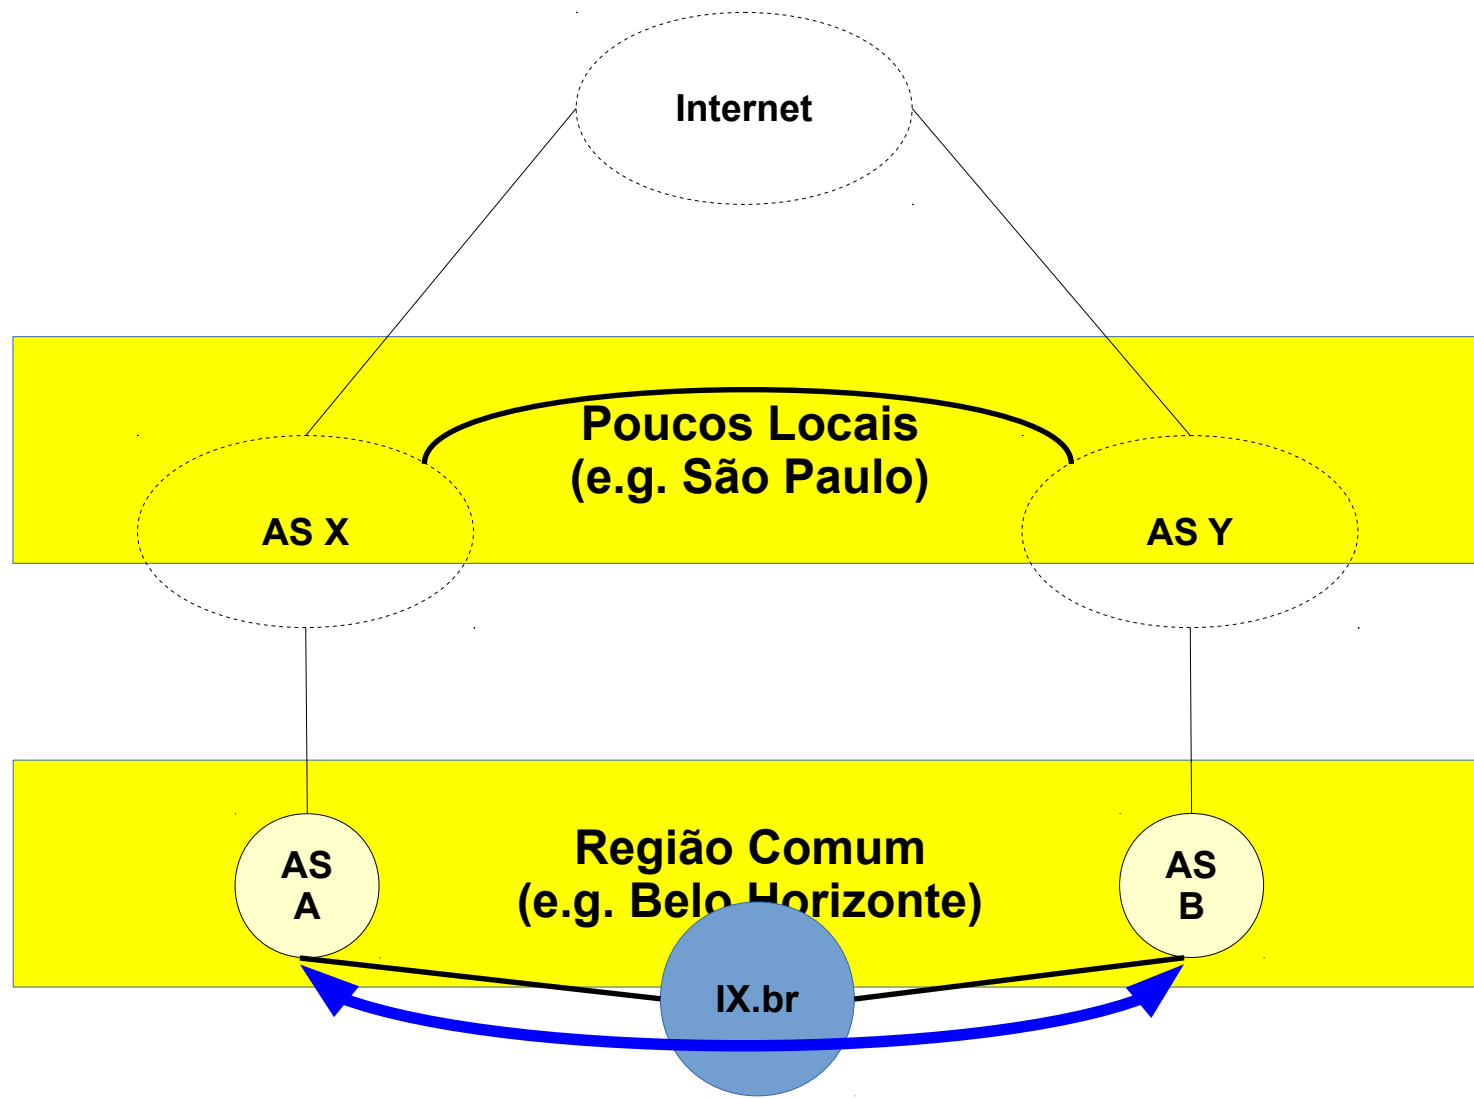 Internet
Poucos Locais
(e.g. São Paulo)
AS X
AS Y
Região Comum
(e.g. Belo Horizonte)
AS
A
AS
B
IX.br